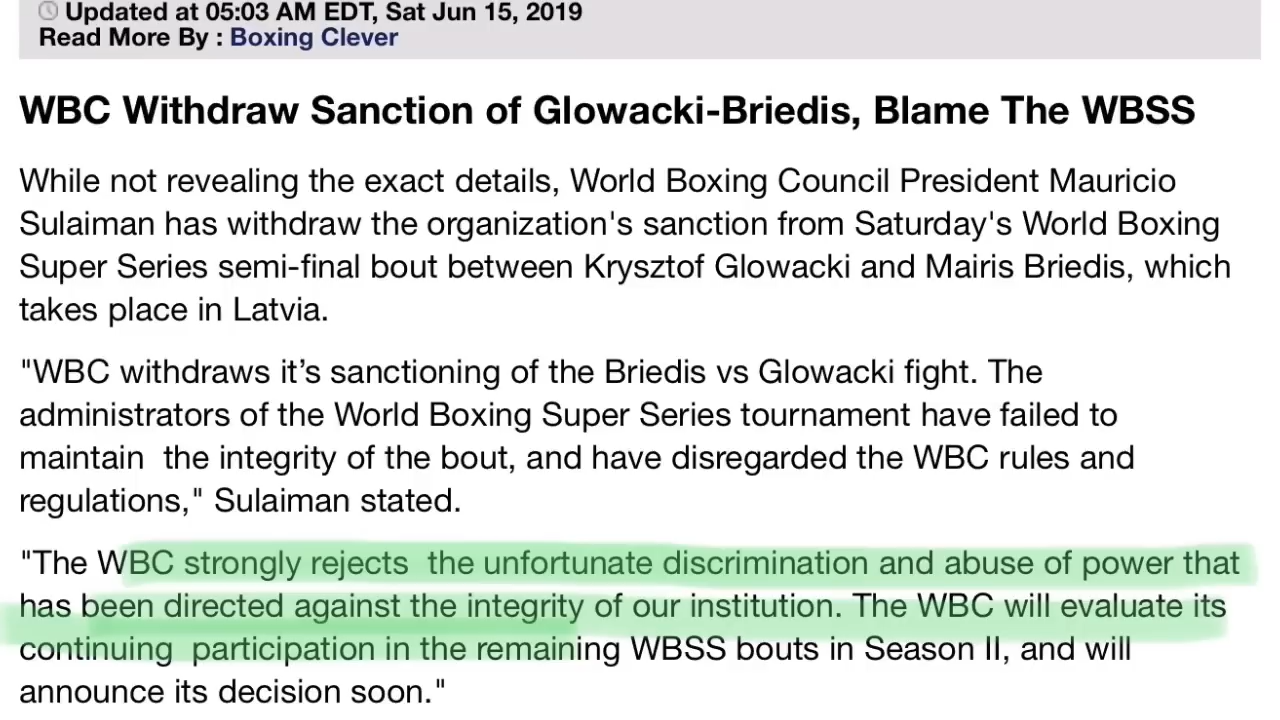 Updated at 05:03 AM EDT, Sat Jun 15, 2019
Read More By : Boxing Clever
WBC Withdraw Sanction of Glowacki-Briedis, Blame The WBSS
While not revealing the exact details, World Boxing Council President Mauricio
Sulaiman has withdraw the organization's sanction from Saturday's World Boxing
Super Series semi-final bout between Krysztof Glowacki and Mairis Briedis, which
takes place in Latvia.
"WBC withdraws it’s sanctioning of the Briedis vs Glowacki fight. The
administrators of the World Boxing Super Series tournament have failed to
maintain  the integrity of the bout, and have disregarded the WBC rules and
regulations," Sulaiman stated.
"The WBC strongly rejects  the unfortunate discrimination and abuse of power that
has been directed against the integrity of our institution. The WBC will evaluate its
continuing  participation in the remaining WBSS bouts in Season II, and will
announce its decision soon."